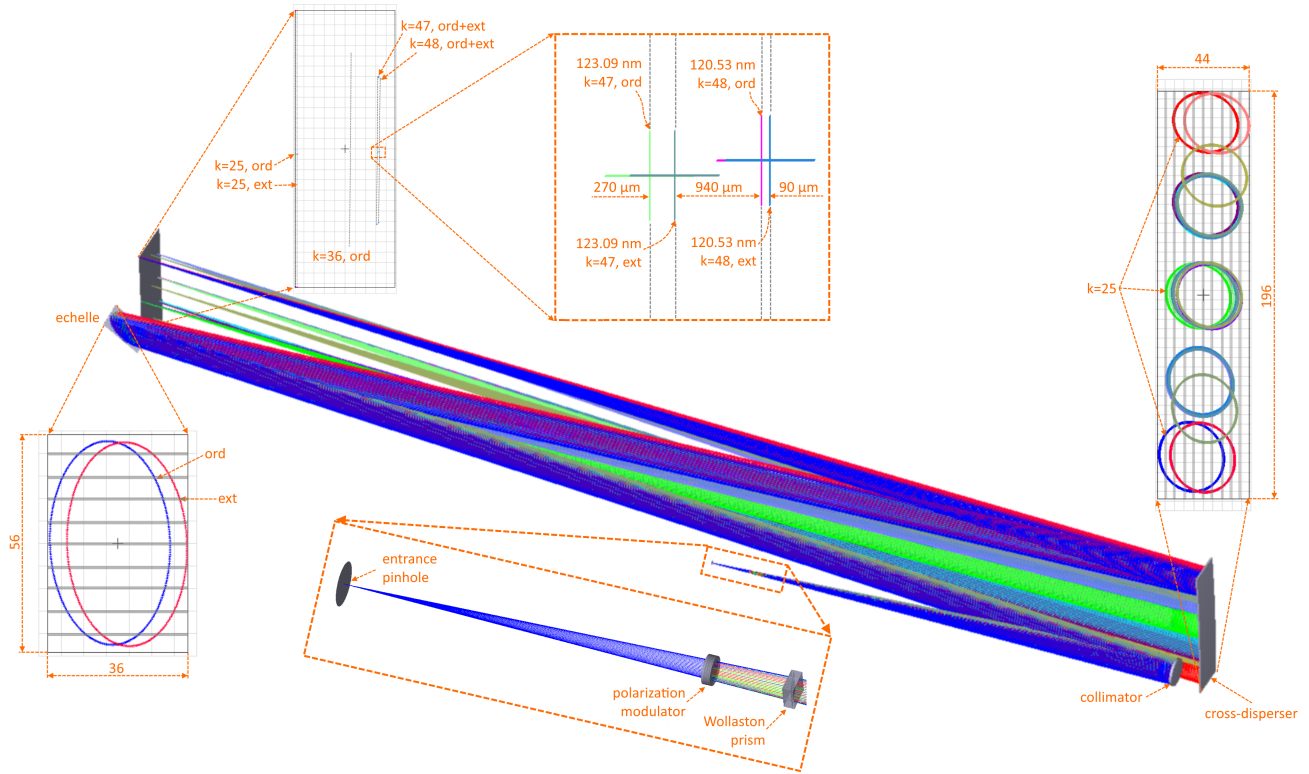 k=47, ord+ext
k=48, ord+ext
k=25, ord
k=25, ext
k=36, ord
123.09 nm
k=47, ord
120.53 nm
k=48, ord
270 µm
940 µm
90 µm
123.09 nm
k=47, ext
120.53 nm
k=48, ext
44
k=25
196
echelle
ord
ext
56
36
entrance
pinhole
polarization
modulator
Wollaston
prism
collimator
cross-disperser